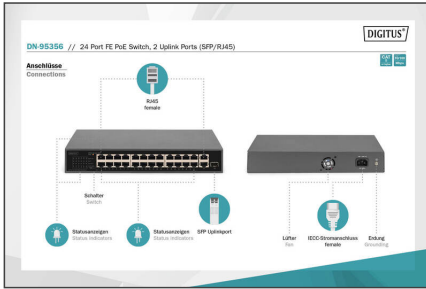 DIGITUS®
DN-95356 // 24 Port FE PoE Switch, 2 Uplink Ports (SFP/RJ45)
Anschlüsse
Connections
CAT
RJ45
female
Schalter
Switch
Statusanzeigen
Status indicators
Statusanzeigen
Status indicators
SFP Uplinkport
Lüfter
Fan
IECC-Stromanschluss
female
Erdung
Grounding